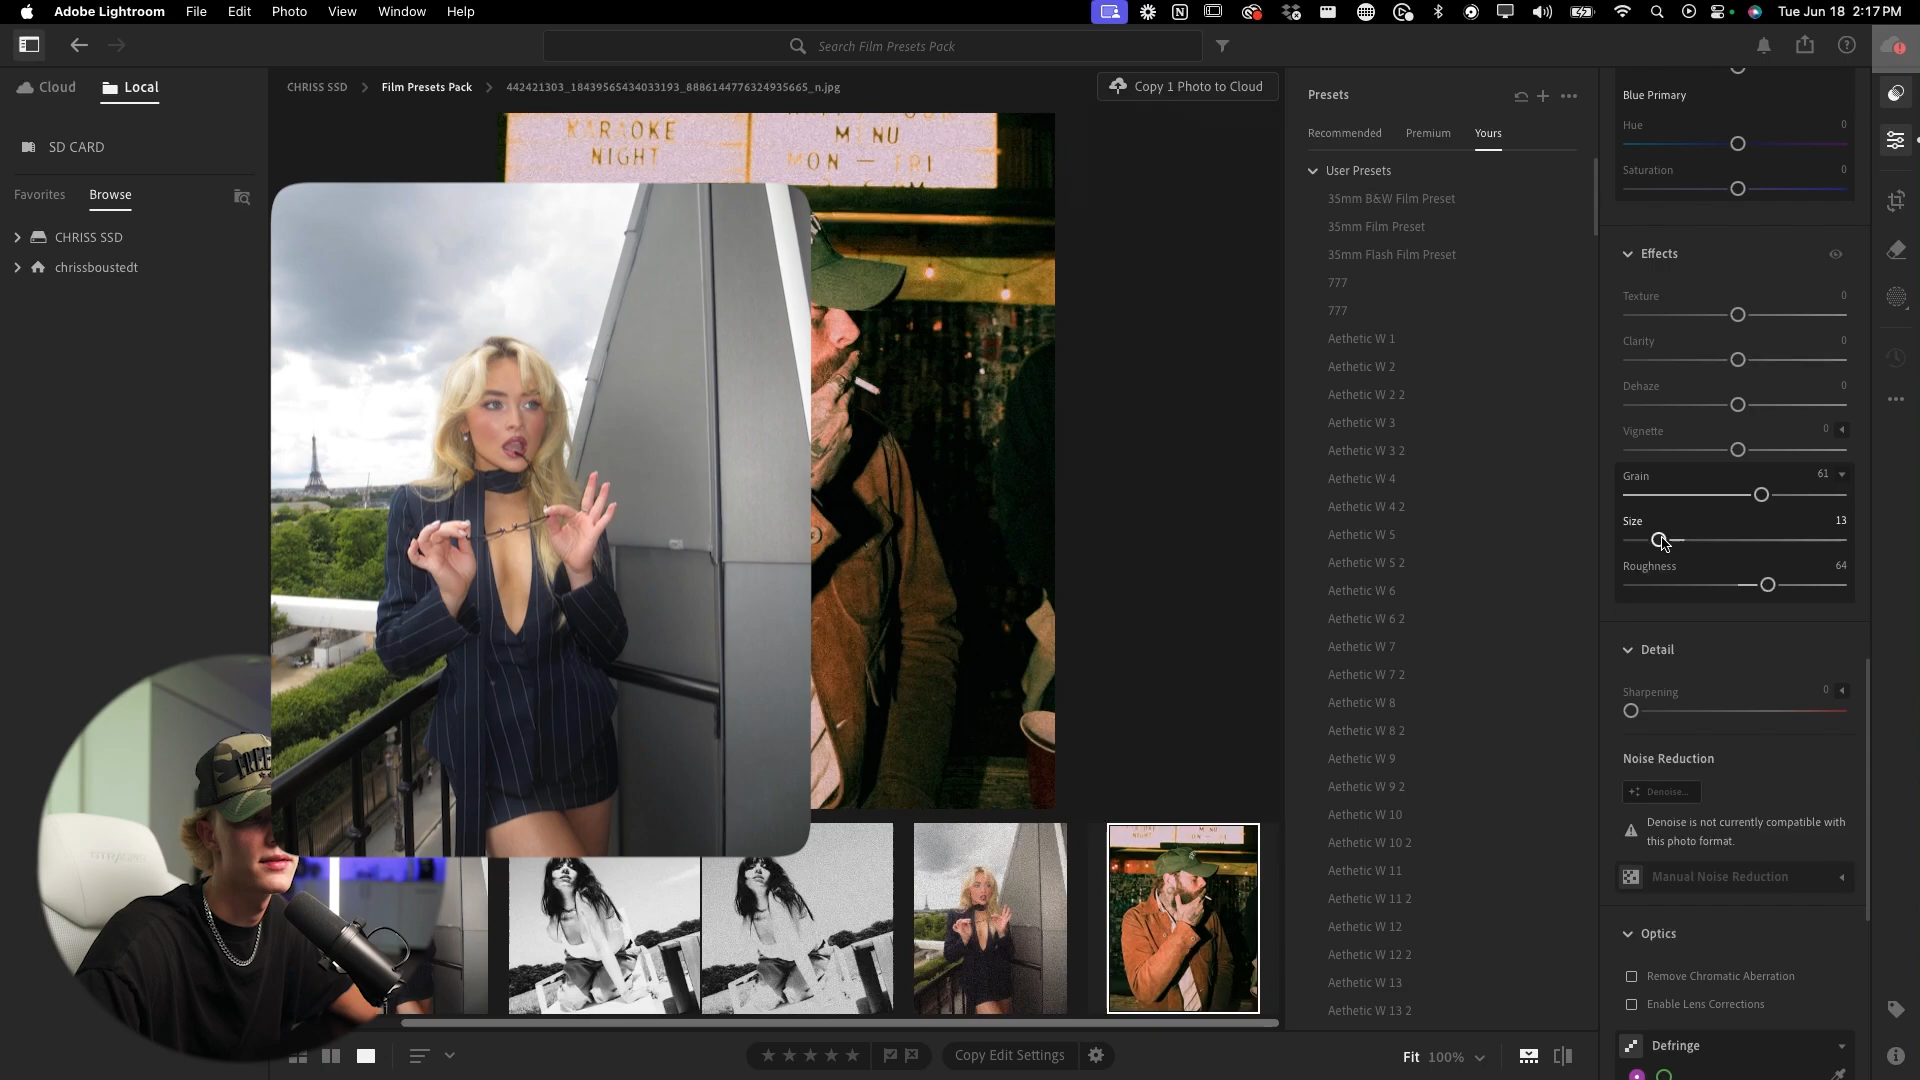 Adobe Lightroom File Edit Photo View Window Help
Tue Jun 18 2:17 PM
Search Film Presets Pack
Cloud Local
SD CARD
Favorites Browse
CHRISS SSD
chrissboustedt
CHRISS SSD Film Presets Pack 442421303_18439565434033193_8886144776324935665_n.jpg
Copy 1 Photo to Cloud
KARAOKE
NIGHT
MENU
MON — FRI
Presets
Recommended Premium Yours
User Presets
35mm B&W Film Preset
35mm Film Preset
35mm Flash Film Preset
777
777
Aethetic W 1
Aethetic W 2
Aethetic W 2 2
Aethetic W 3
Aethetic W 3 2
Aethetic W 4
Aethetic W 4 2
Aethetic W 5
Aethetic W 5 2
Aethetic W 6
Aethetic W 6 2
Aethetic W 7
Aethetic W 7 2
Aethetic W 8
Aethetic W 8 2
Aethetic W 9
Aethetic W 9 2
Aethetic W 10
Aethetic W 10 2
Aethetic W 11
Aethetic W 11 2
Aethetic W 12
Aethetic W 12 2
Aethetic W 13
Aethetic W 13 2
Blue Primary
Hue 0
Saturation 0
Effects
Texture 0
Clarity 0
Dehaze 0
Vignette 0
Grain 61
Size 13
Roughness 64
Detail
Sharpening 0
Noise Reduction
Denoise...
Denoise is not currently compatible with
this photo format.
Manual Noise Reduction
Optics
Remove Chromatic Aberration
Enable Lens Corrections
Defringe
Copy Edit Settings
Fit 100%